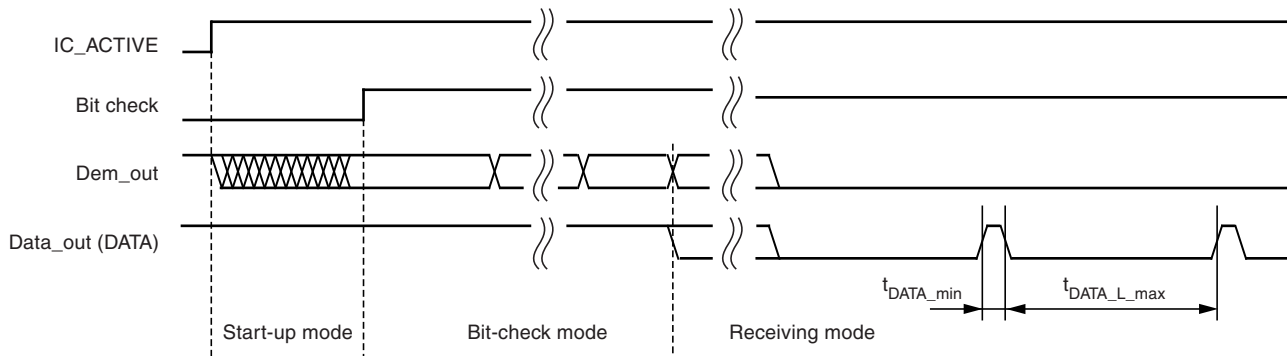 IC_ACTIVE
Bit check
Dem_out
Data_out (DATA)
tDATA_min
tDATA_L_max
Start-up mode
Bit-check mode
Receiving mode